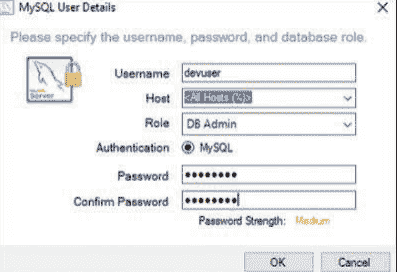 MySQL User Details
Please specify the username, password, and database role.
Username devuser
Host <All Hosts (%)>
Role DB Admin
Authentication MySQL
Password ••••••••
Confirm Password ••••••••
Password Strength: Medium
Server
OK Cancel